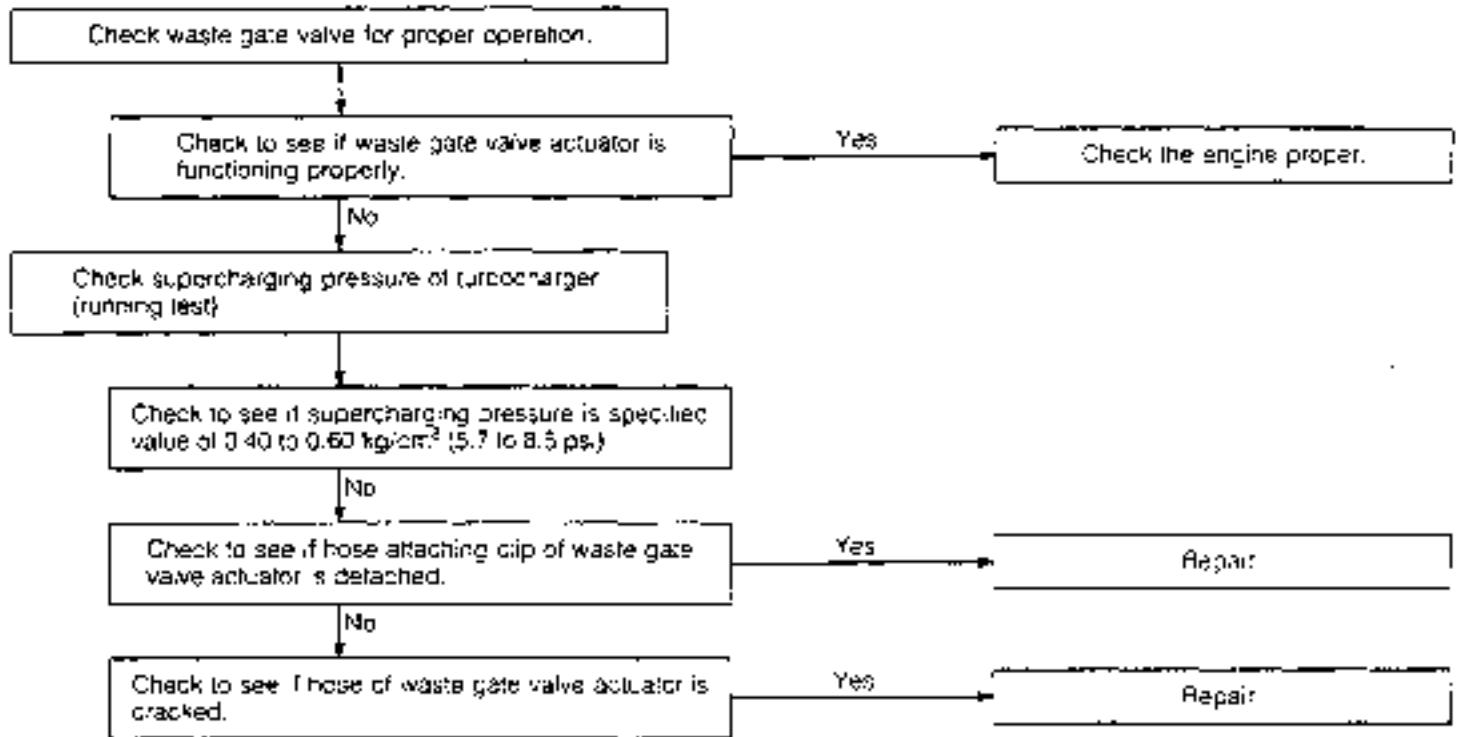 Check waste gate valve for proper operation.
Check to see if waste gate valve actuator is
functioning properly.
Yes
Check the engine proper.
No
Check supercharging pressure of turbocharger
(running test)
Check to see if supercharging pressure is specified
value of 0.40 to 0.60 kg/cm² (5.7 to 8.5 psi)
No
Check to see if hose attaching clip of waste gate
valve actuator is detached.
Yes
Repair
No
Check to see if hose of waste gate valve actuator is
cracked.
Yes
Repair